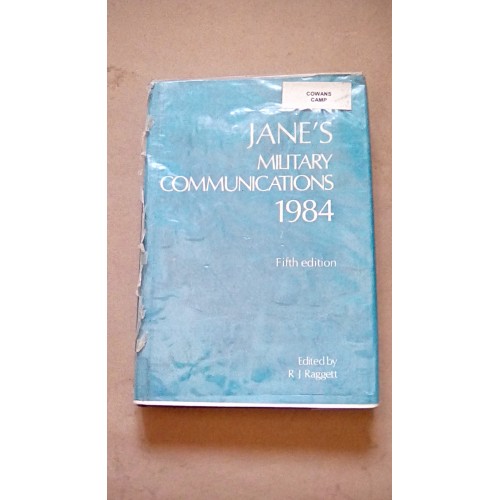 COWANS
CAMP
JANE'S
MILITARY
COMMUNICATIONS
1984
Fifth edition
Edited by
R J Raggett